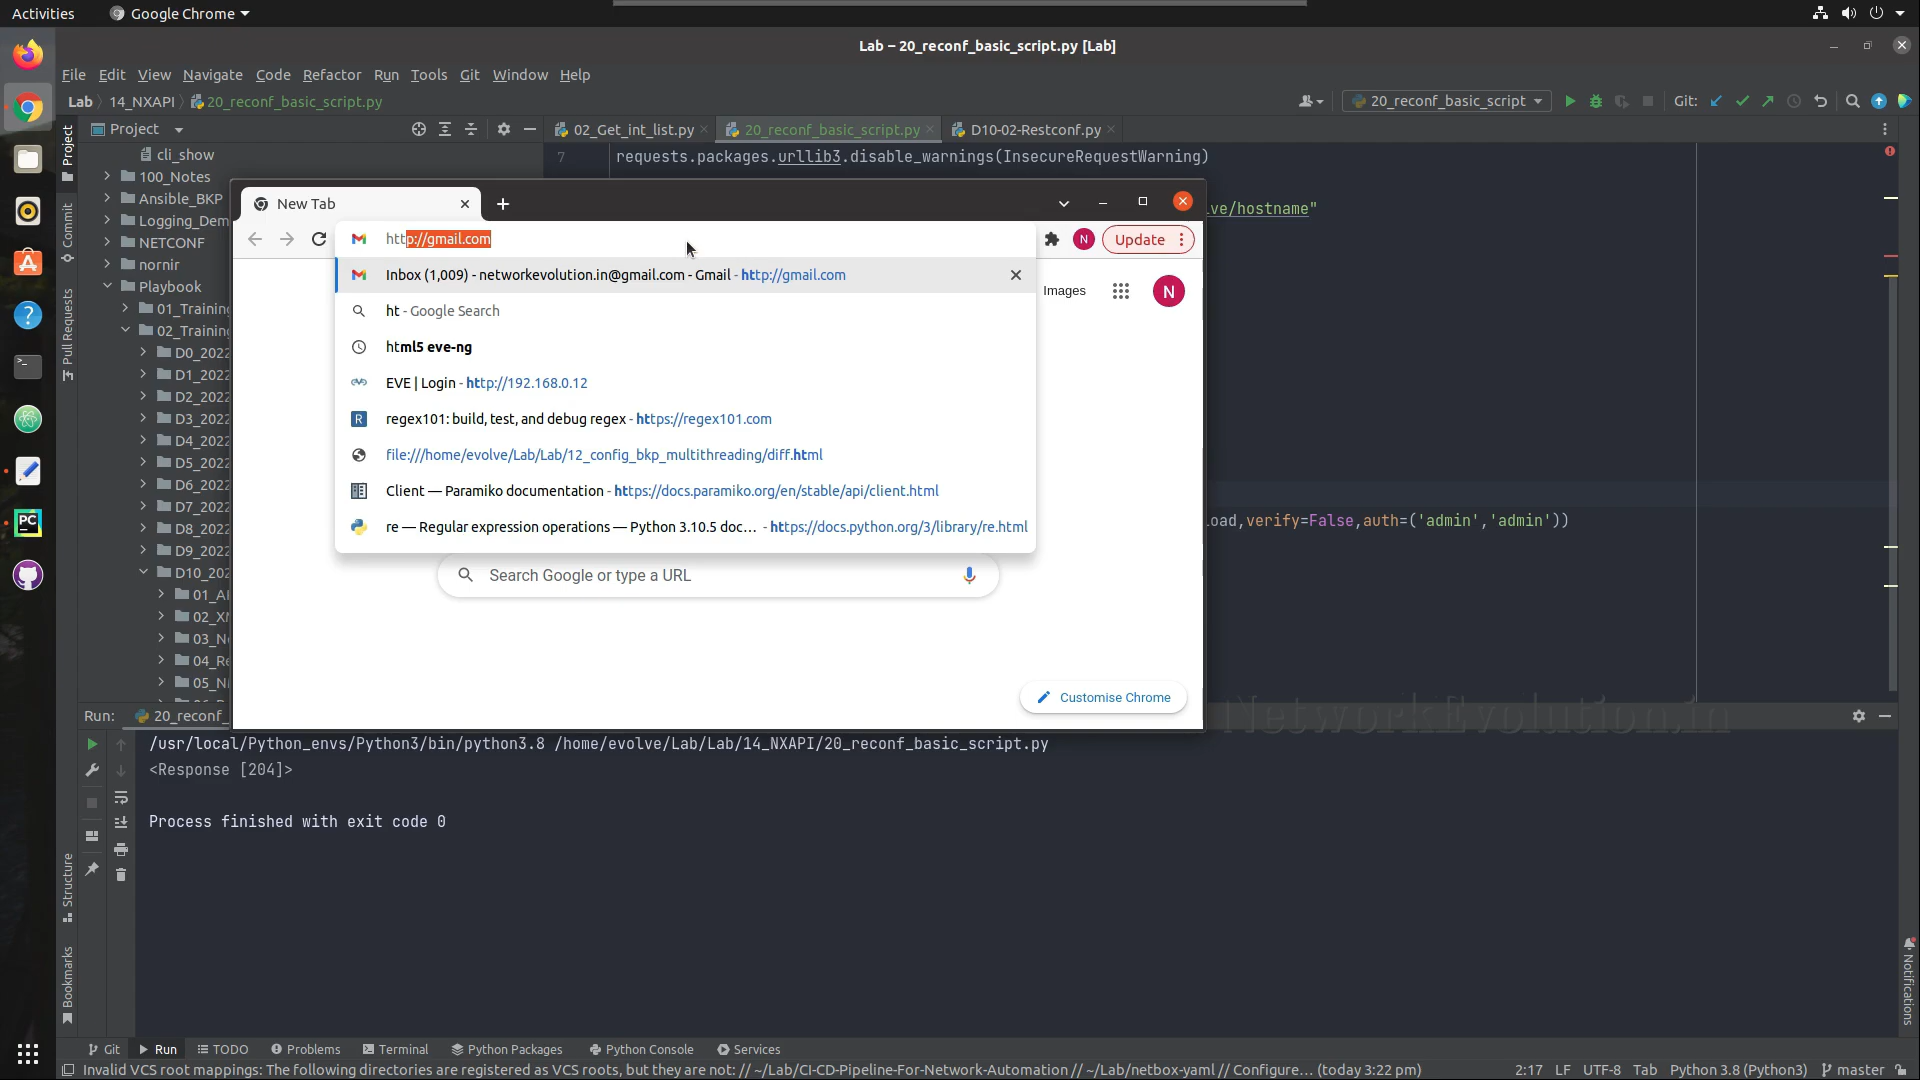 Activities
Google Chrome
Lab – 20_reconf_basic_script.py [Lab]
File Edit View Navigate Code Refactor Run Tools Git Window Help
Lab 14_NXAPI 20_reconf_basic_script.py
20_reconf_basic_script
Git:
Project
02_Get_int_list.py
20_reconf_basic_script.py
D10-02-Restconf.py
Project
Commit
Pull Requests
Structure
Bookmarks
Notifications
cli_show
100_Notes
Ansible_BKP
Logging_Dem
NETCONF
nornir
Playbook
01_Training
02_Training
D0_2022
D1_2022
D2_2022
D3_2022
D4_2022
D5_2022
D6_2022
D7_2022
D8_2022
D9_2022
D10_202
01_AI
02_XM
03_Ne
04_Re
05_NI
7 requests.packages.urllib3.disable_warnings(InsecureRequestWarning)
ve/hostname"
oad,verify=False,auth=('admin','admin'))
New Tab
http://gmail.com
N
Update
Inbox (1,009) - networkevolution.in@gmail.com - Gmail - http://gmail.com
ht - Google Search
html5 eve-ng
EVE | Login - http://192.168.0.12
regex101: build, test, and debug regex - https://regex101.com
file:///home/evolve/Lab/Lab/12_config_bkp_multithreading/diff.html
Client — Paramiko documentation - https://docs.paramiko.org/en/stable/api/client.html
re — Regular expression operations — Python 3.10.5 doc... - https://docs.python.org/3/library/re.html
Images
N
Search Google or type a URL
Customise Chrome
NetworkEvolution.in
Run: 20_reconf_
/usr/local/Python_envs/Python3/bin/python3.8 /home/evolve/Lab/Lab/14_NXAPI/20_reconf_basic_script.py
<Response [204]>
Process finished with exit code 0
Git Run TODO Problems Terminal Python Packages Python Console Services
Invalid VCS root mappings: The following directories are registered as VCS roots, but they are not: // ~/Lab/CI-CD-Pipeline-For-Network-Automation // ~/Lab/netbox-yaml // Configure... (today 3:22 pm)
2:17 LF UTF-8 Tab Python 3.8 (Python3) master